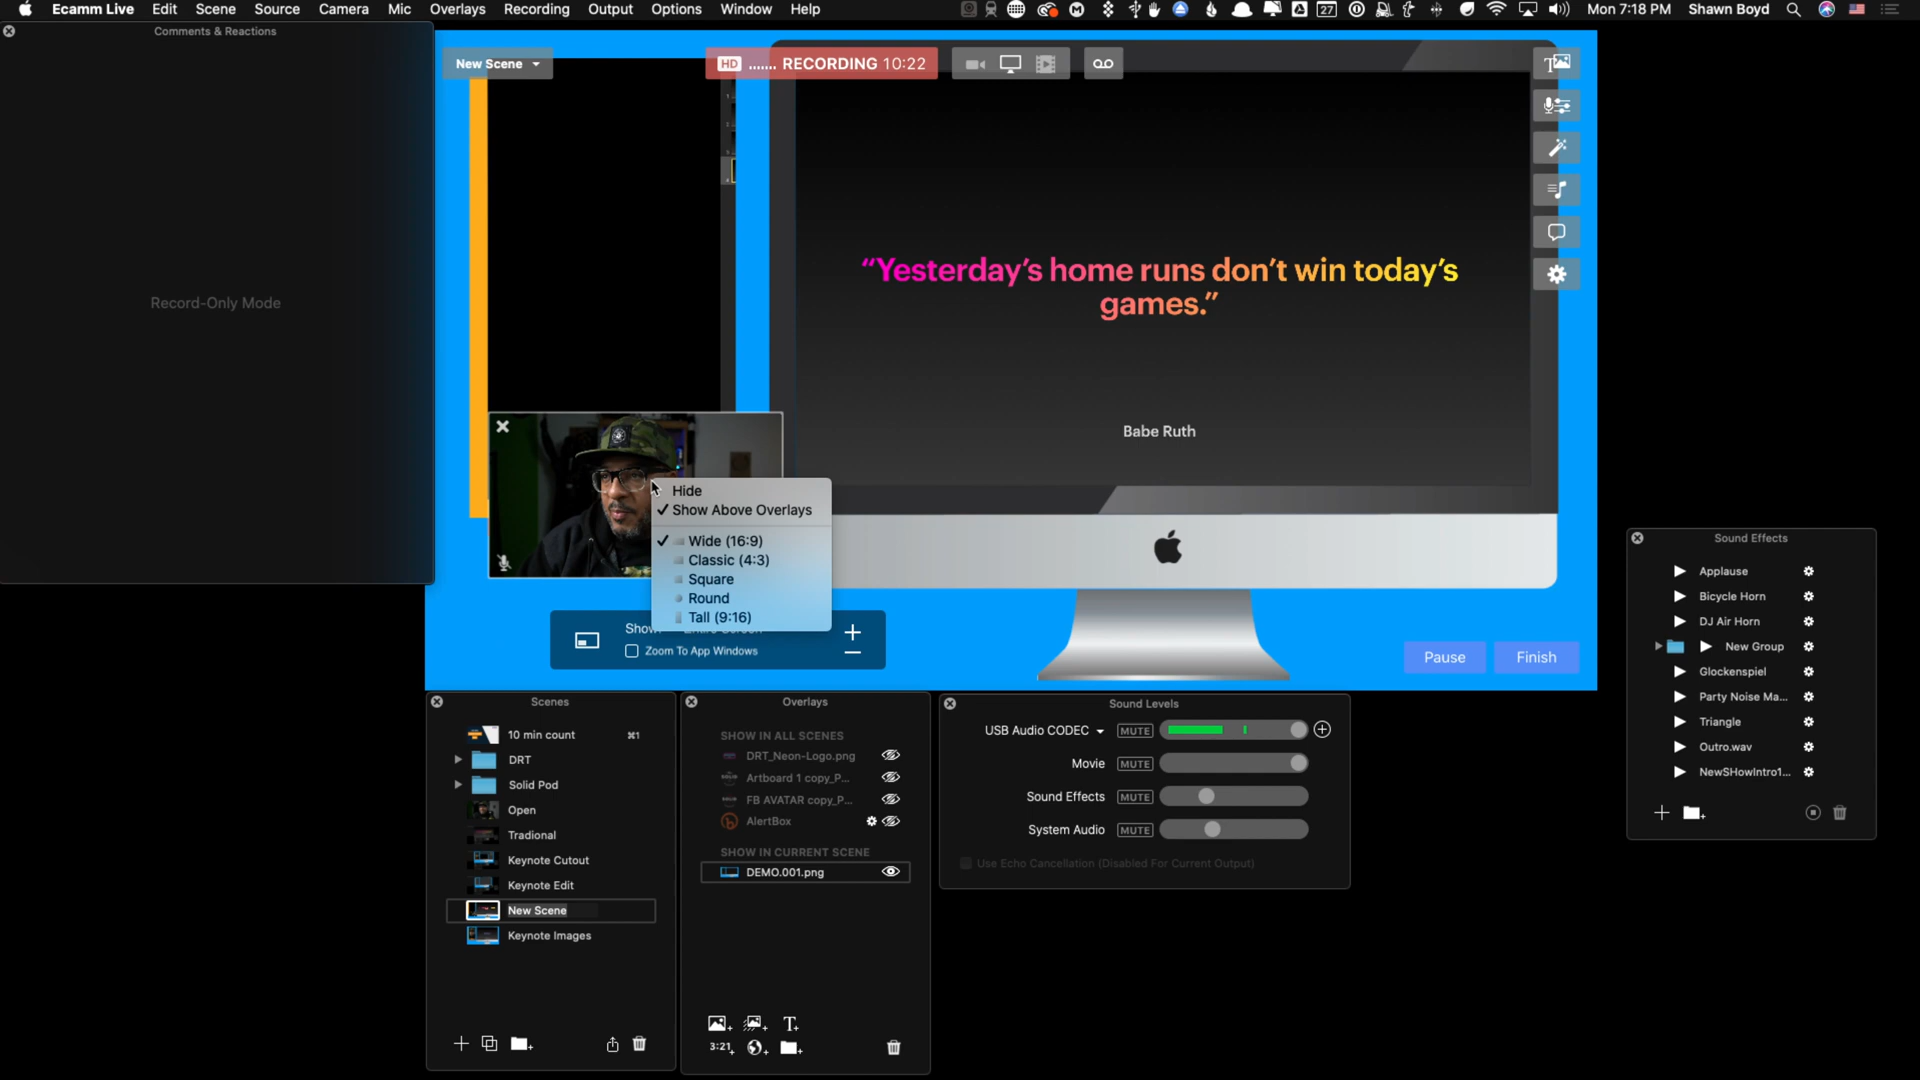 Ecamm Live Edit Scene Source Camera Mic Overlays Recording Output Options Window Help
27 Mon 7:18 PM Shawn Boyd
Comments & Reactions
Record-Only Mode
New Scene
HD ....... RECORDING 10:22
“Yesterday’s home runs don’t win today’s
games.”
Babe Ruth
Hide
✓ Show Above Overlays
✓ Wide (16:9)
Classic (4:3)
Square
Round
Tall (9:16)
Zoom To App Windows
Pause
Finish
Scenes
10 min count ⌘1
DRT
Solid Pod
Open
Tradional
Keynote Cutout
Keynote Edit
New Scene
Keynote Images
Overlays
SHOW IN ALL SCENES
DRT_Neon-Logo.png
Artboard 1 copy_P...
FB AVATAR copy_P...
AlertBox
SHOW IN CURRENT SCENE
DEMO.001.png
3:21
Sound Levels
USB Audio CODEC MUTE
Movie MUTE
Sound Effects MUTE
System Audio MUTE
Use Echo Cancellation (Disabled For Current Output)
Sound Effects
Applause
Bicycle Horn
DJ Air Horn
New Group
Glockenspiel
Party Noise Ma...
Triangle
Outro.wav
NewSHowIntro1...